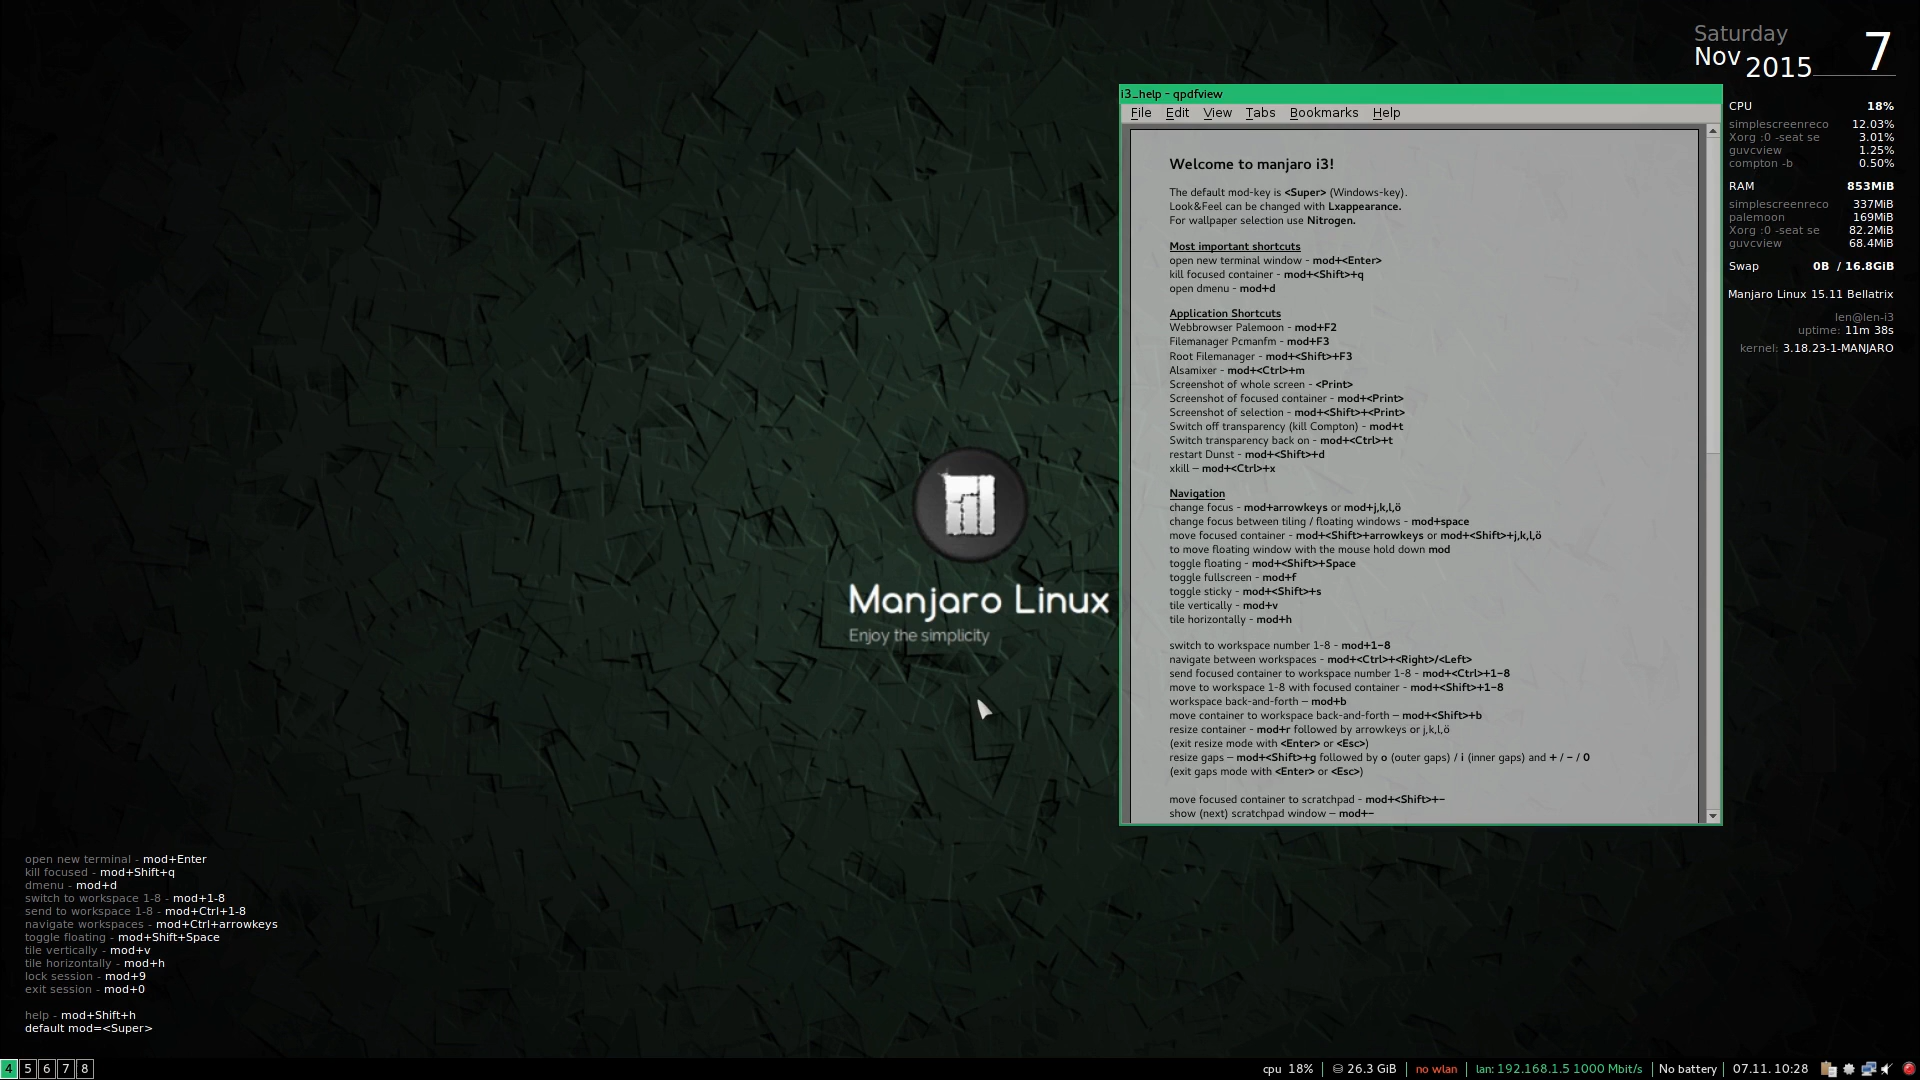 Saturday
Nov 2015 7
i3_help - qpdfview
File Edit View Tabs Bookmarks Help
Welcome to manjaro i3!
The default mod-key is <Super> (Windows-key).
Look&Feel can be changed with Lxappearance.
For wallpaper selection use Nitrogen.
Most important shortcuts
open new terminal window - mod+<Enter>
kill focused container - mod+<Shift>+q
open dmenu - mod+d
Application Shortcuts
Webbrowser Palemoon - mod+F2
Filemanager Pcmanfm - mod+F3
Root Filemanager - mod+<Shift>+F3
Alsamixer - mod+<Ctrl>+m
Screenshot of whole screen - <Print>
Screenshot of focused container - mod+<Print>
Screenshot of selection - mod+<Shift>+<Print>
Switch off transparency (kill Compton) - mod+t
Switch transparency back on - mod+<Ctrl>+t
restart Dunst - mod+<Shift>+d
xkill – mod+<Ctrl>+x
Navigation
change focus - mod+arrowkeys or mod+j,k,l,ö
change focus between tiling / floating windows - mod+space
move focused container - mod+<Shift>+arrowkeys or mod+<Shift>+j,k,l,ö
to move floating window with the mouse hold down mod
toggle floating - mod+<Shift>+Space
toggle fullscreen - mod+f
toggle sticky - mod+<Shift>+s
tile vertically - mod+v
tile horizontally - mod+h
switch to workspace number 1-8 - mod+1–8
navigate between workspaces - mod+<Ctrl>+<Right>/<Left>
send focused container to workspace number 1-8 - mod+<Ctrl>+1–8
move to workspace 1-8 with focused container - mod+<Shift>+1–8
workspace back-and-forth – mod+b
move container to workspace back-and-forth – mod+<Shift>+b
resize container - mod+r followed by arrowkeys or j,k,l,ö
(exit resize mode with <Enter> or <Esc>)
resize gaps – mod+<Shift>+g followed by o (outer gaps) / i (inner gaps) and + / – / 0
(exit gaps mode with <Enter> or <Esc>)
move focused container to scratchpad - mod+<Shift>+–
show (next) scratchpad window – mod+–
CPU 18%
simplescreenreco 12.03%
Xorg :0 -seat se 3.01%
guvcview 1.25%
compton -b 0.50%
RAM 853MiB
simplescreenreco 337MiB
palemoon 169MiB
Xorg :0 -seat se 82.2MiB
guvcview 68.4MiB
Swap 0B / 16.8GiB
Manjaro Linux 15.11 Bellatrix
len@len-i3
uptime: 11m 38s
kernel: 3.18.23-1-MANJARO
Manjaro Linux
Enjoy the simplicity
open new terminal - mod+Enter
kill focused - mod+Shift+q
dmenu - mod+d
switch to workspace 1-8 - mod+1-8
send to workspace 1-8 - mod+Ctrl+1-8
navigate workspaces - mod+Ctrl+arrowkeys
toggle floating - mod+Shift+Space
tile vertically - mod+v
tile horizontally - mod+h
lock session - mod+9
exit session - mod+0
help - mod+Shift+h
default mod=<Super>
4 5 6 7 8 cpu 18% 26.3 GiB no wlan lan: 192.168.1.5 1000 Mbit/s No battery 07.11. 10:28